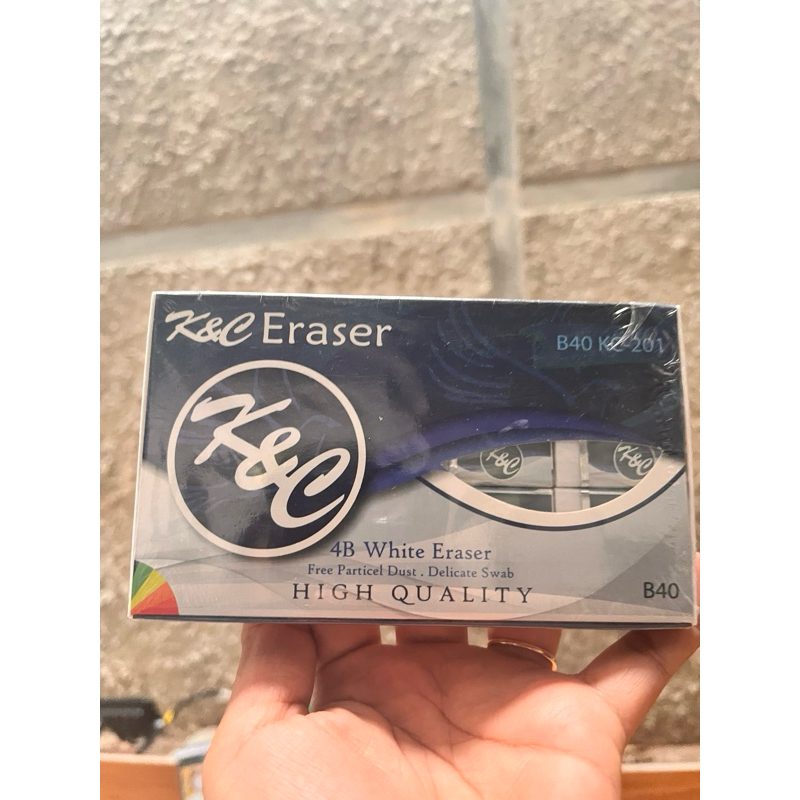 K&C Eraser
B40 KC-201
K&C
K&C
K&C
4B White Eraser
Free Particel Dust . Delicate Swab
HIGH QUALITY
B40